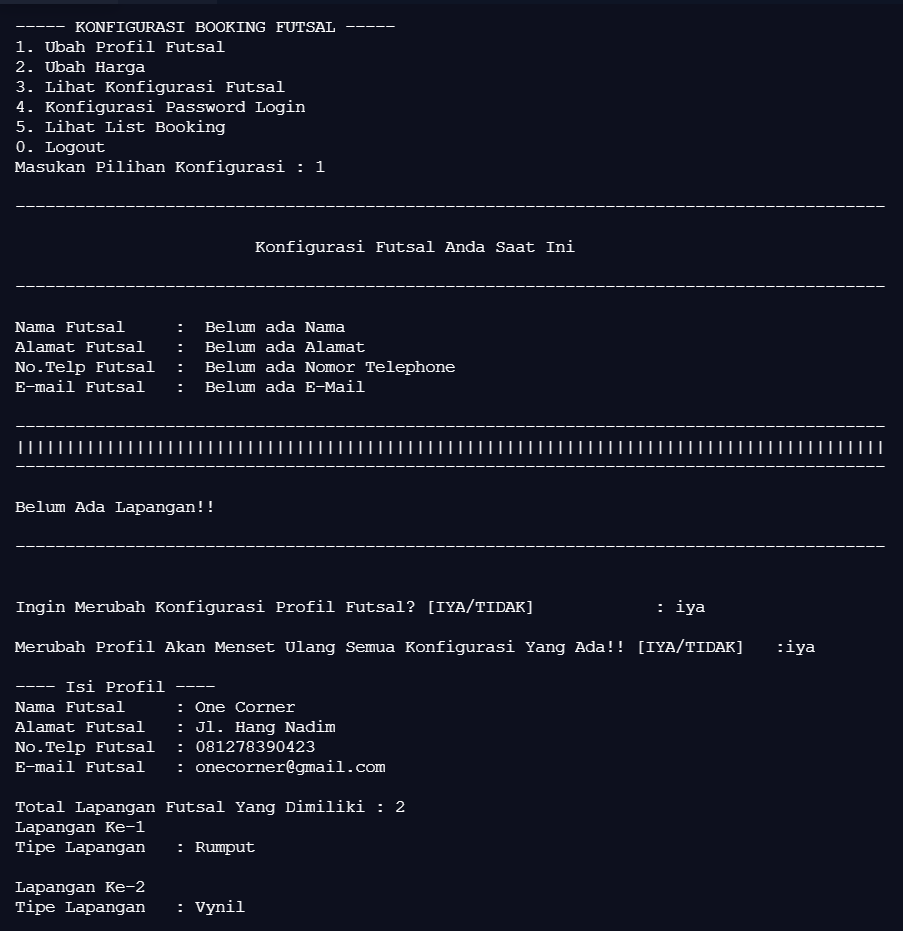 ----- KONFIGURASI BOOKING FUTSAL -----
1. Ubah Profil Futsal
2. Ubah Harga
3. Lihat Konfigurasi Futsal
4. Konfigurasi Password Login
5. Lihat List Booking
0. Logout
Masukan Pilihan Konfigurasi : 1
---------------------------------------------------------------------------------------
Konfigurasi Futsal Anda Saat Ini
---------------------------------------------------------------------------------------
Nama Futsal     :  Belum ada Nama
Alamat Futsal   :  Belum ada Alamat
No.Telp Futsal  :  Belum ada Nomor Telephone
E-mail Futsal   :  Belum ada E-Mail
---------------------------------------------------------------------------------------
|||||||||||||||||||||||||||||||||||||||||||||||||||||||||||||||||||||||||||||||||||||||
---------------------------------------------------------------------------------------
Belum Ada Lapangan!!
---------------------------------------------------------------------------------------
Ingin Merubah Konfigurasi Profil Futsal? [IYA/TIDAK]            : iya
Merubah Profil Akan Menset Ulang Semua Konfigurasi Yang Ada!! [IYA/TIDAK]   :iya
---- Isi Profil ----
Nama Futsal     : One Corner
Alamat Futsal   : Jl. Hang Nadim
No.Telp Futsal  : 081278390423
E-mail Futsal   : onecorner@gmail.com
Total Lapangan Futsal Yang Dimiliki : 2
Lapangan Ke-1
Tipe Lapangan   : Rumput
Lapangan Ke-2
Tipe Lapangan   : Vynil